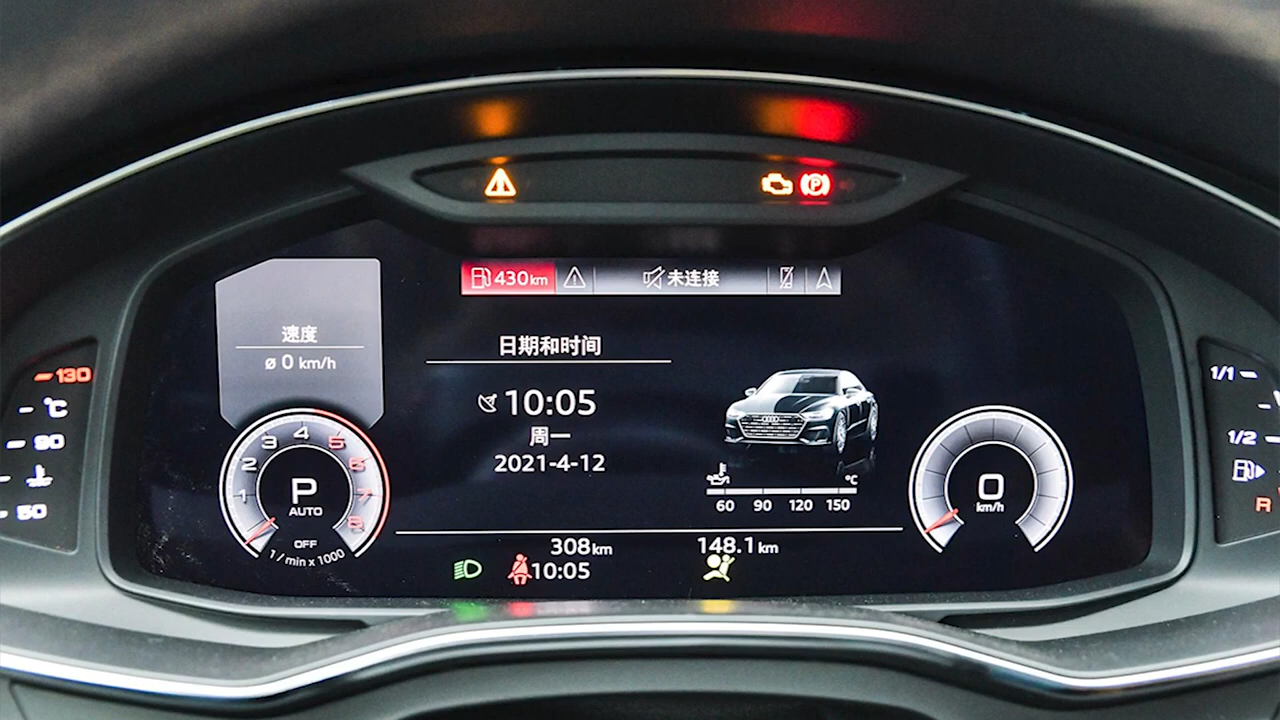 430km
未连接
速度
ø 0 km/h
日期和时间
10:05
周一
2021-4-12
130
°C
90
50
1 2 3 4 5 6 7 8
P
AUTO
OFF
1/min x 1000
°C
60 90 120 150
0
km/h
1/1
1/2
R
308km
148.1km
10:05